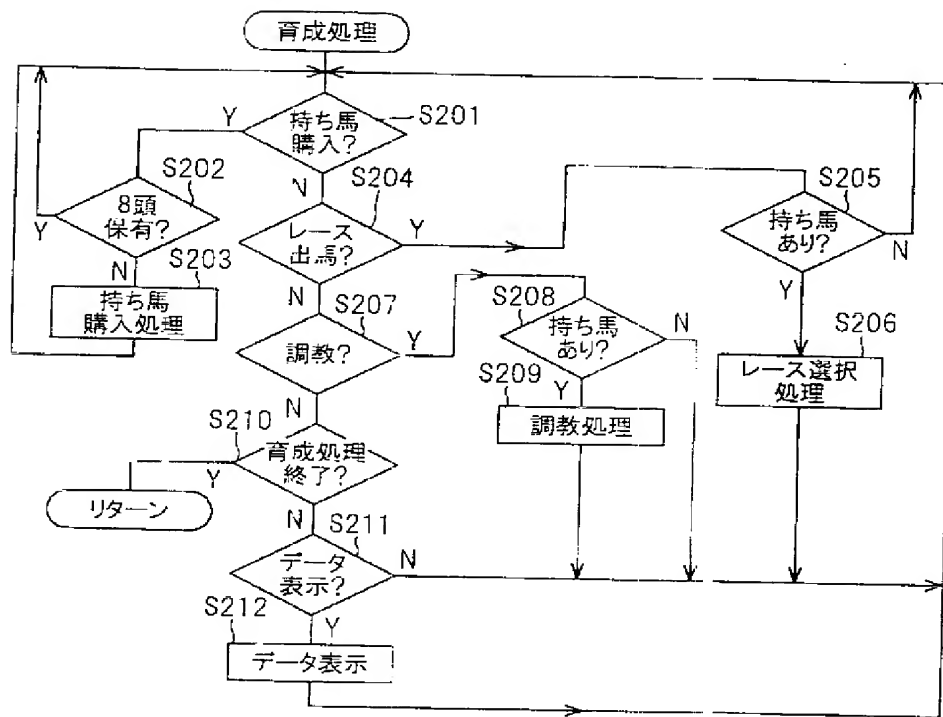 育成処理
Y
持ち馬
購入?
S201
S202
N
S204
S205
8頭
保有?
Y
レース
出馬?
Y
持ち馬
あり?
N
N
S203
N
S207
S208
Y
持ち馬
購入処理
調教?
Y
持ち馬
あり?
N
S206
S209
Y
レース選択
処理
N
調教処理
S210
育成処理
終了?
Y
リターン
N
S211
データ
表示?
N
S212
Y
データ表示